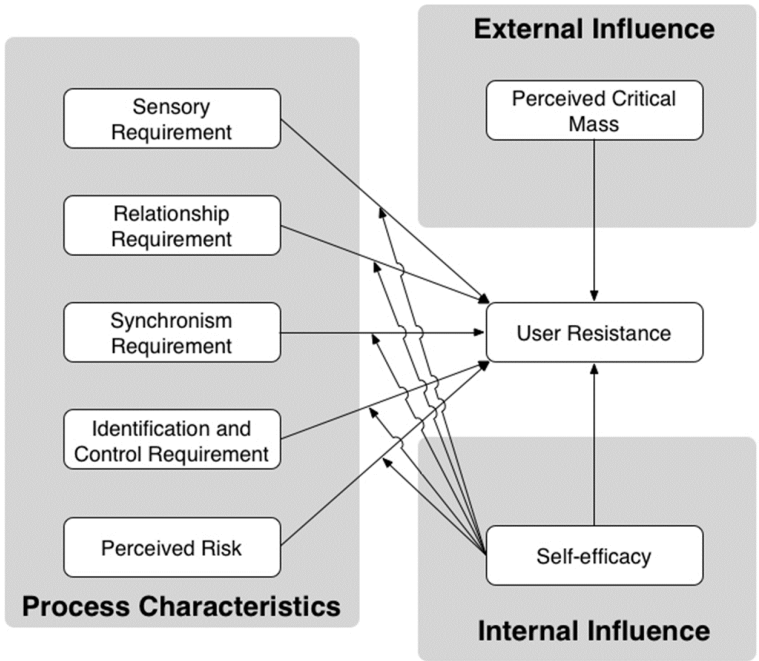 External Influence
Perceived Critical
Mass
Sensory
Requirement
Relationship
Requirement
Synchronism
Requirement
Identification and
Control Requirement
Perceived Risk
Process Characteristics
User Resistance
Self-efficacy
Internal Influence